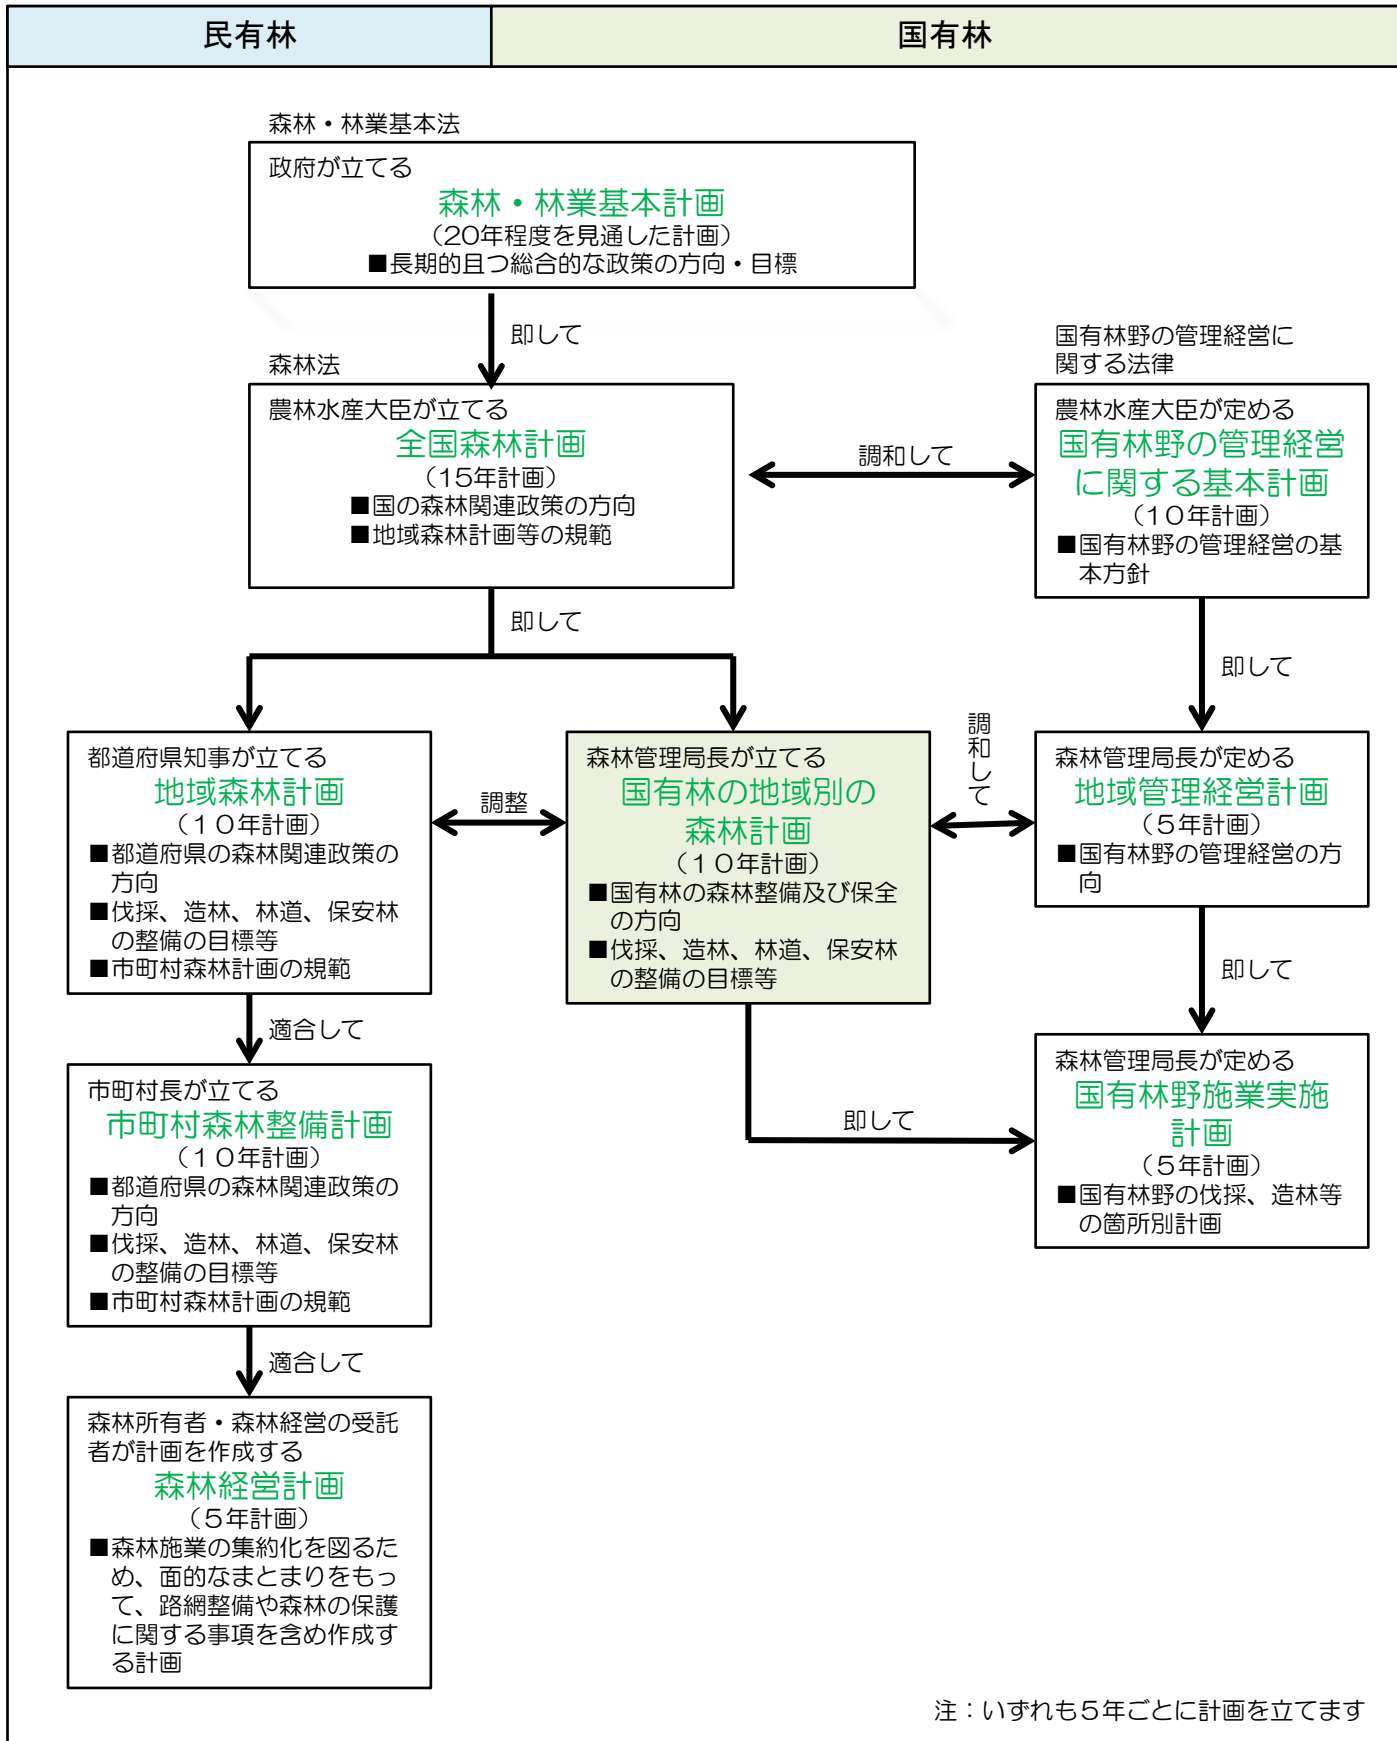 民有林
国有林
森林・林業基本法
政府が立てる
森林・林業基本計画
（20年程度を見通した計画）
■長期的且つ総合的な政策の方向・目標
即して
森林法
農林水産大臣が立てる
全国森林計画
（15年計画）
■国の森林関連政策の方向
■地域森林計画等の規範
調和して
国有林野の管理経営に
関する法律
農林水産大臣が定める
国有林野の管理経営
に関する基本計画
（１０年計画）
■国有林野の管理経営の基
本方針
即して
即して
都道府県知事が立てる
地域森林計画
（１０年計画）
■都道府県の森林関連政策の
方向
■伐採、造林、林道、保安林
の整備の目標等
■市町村森林計画の規範
調整
森林管理局長が立てる
国有林の地域別の
森林計画
（１０年計画）
■国有林の森林整備及び保全
の方向
■伐採、造林、林道、保安林
の整備の目標等
調和して
森林管理局長が定める
地域管理経営計画
（５年計画）
■国有林野の管理経営の方
向
適合して
即して
市町村長が立てる
市町村森林整備計画
（１０年計画）
■都道府県の森林関連政策の
方向
■伐採、造林、林道、保安林
の整備の目標等
■市町村森林計画の規範
即して
森林管理局長が定める
国有林野施業実施
計画
（５年計画）
■国有林野の伐採、造林等
の箇所別計画
適合して
森林所有者・森林経営の受託
者が計画を作成する
森林経営計画
（５年計画）
■森林施業の集約化を図るた
め、面的なまとまりをもっ
て、路網整備や森林の保護
に関する事項を含め作成す
る計画
注：いずれも５年ごとに計画を立てます